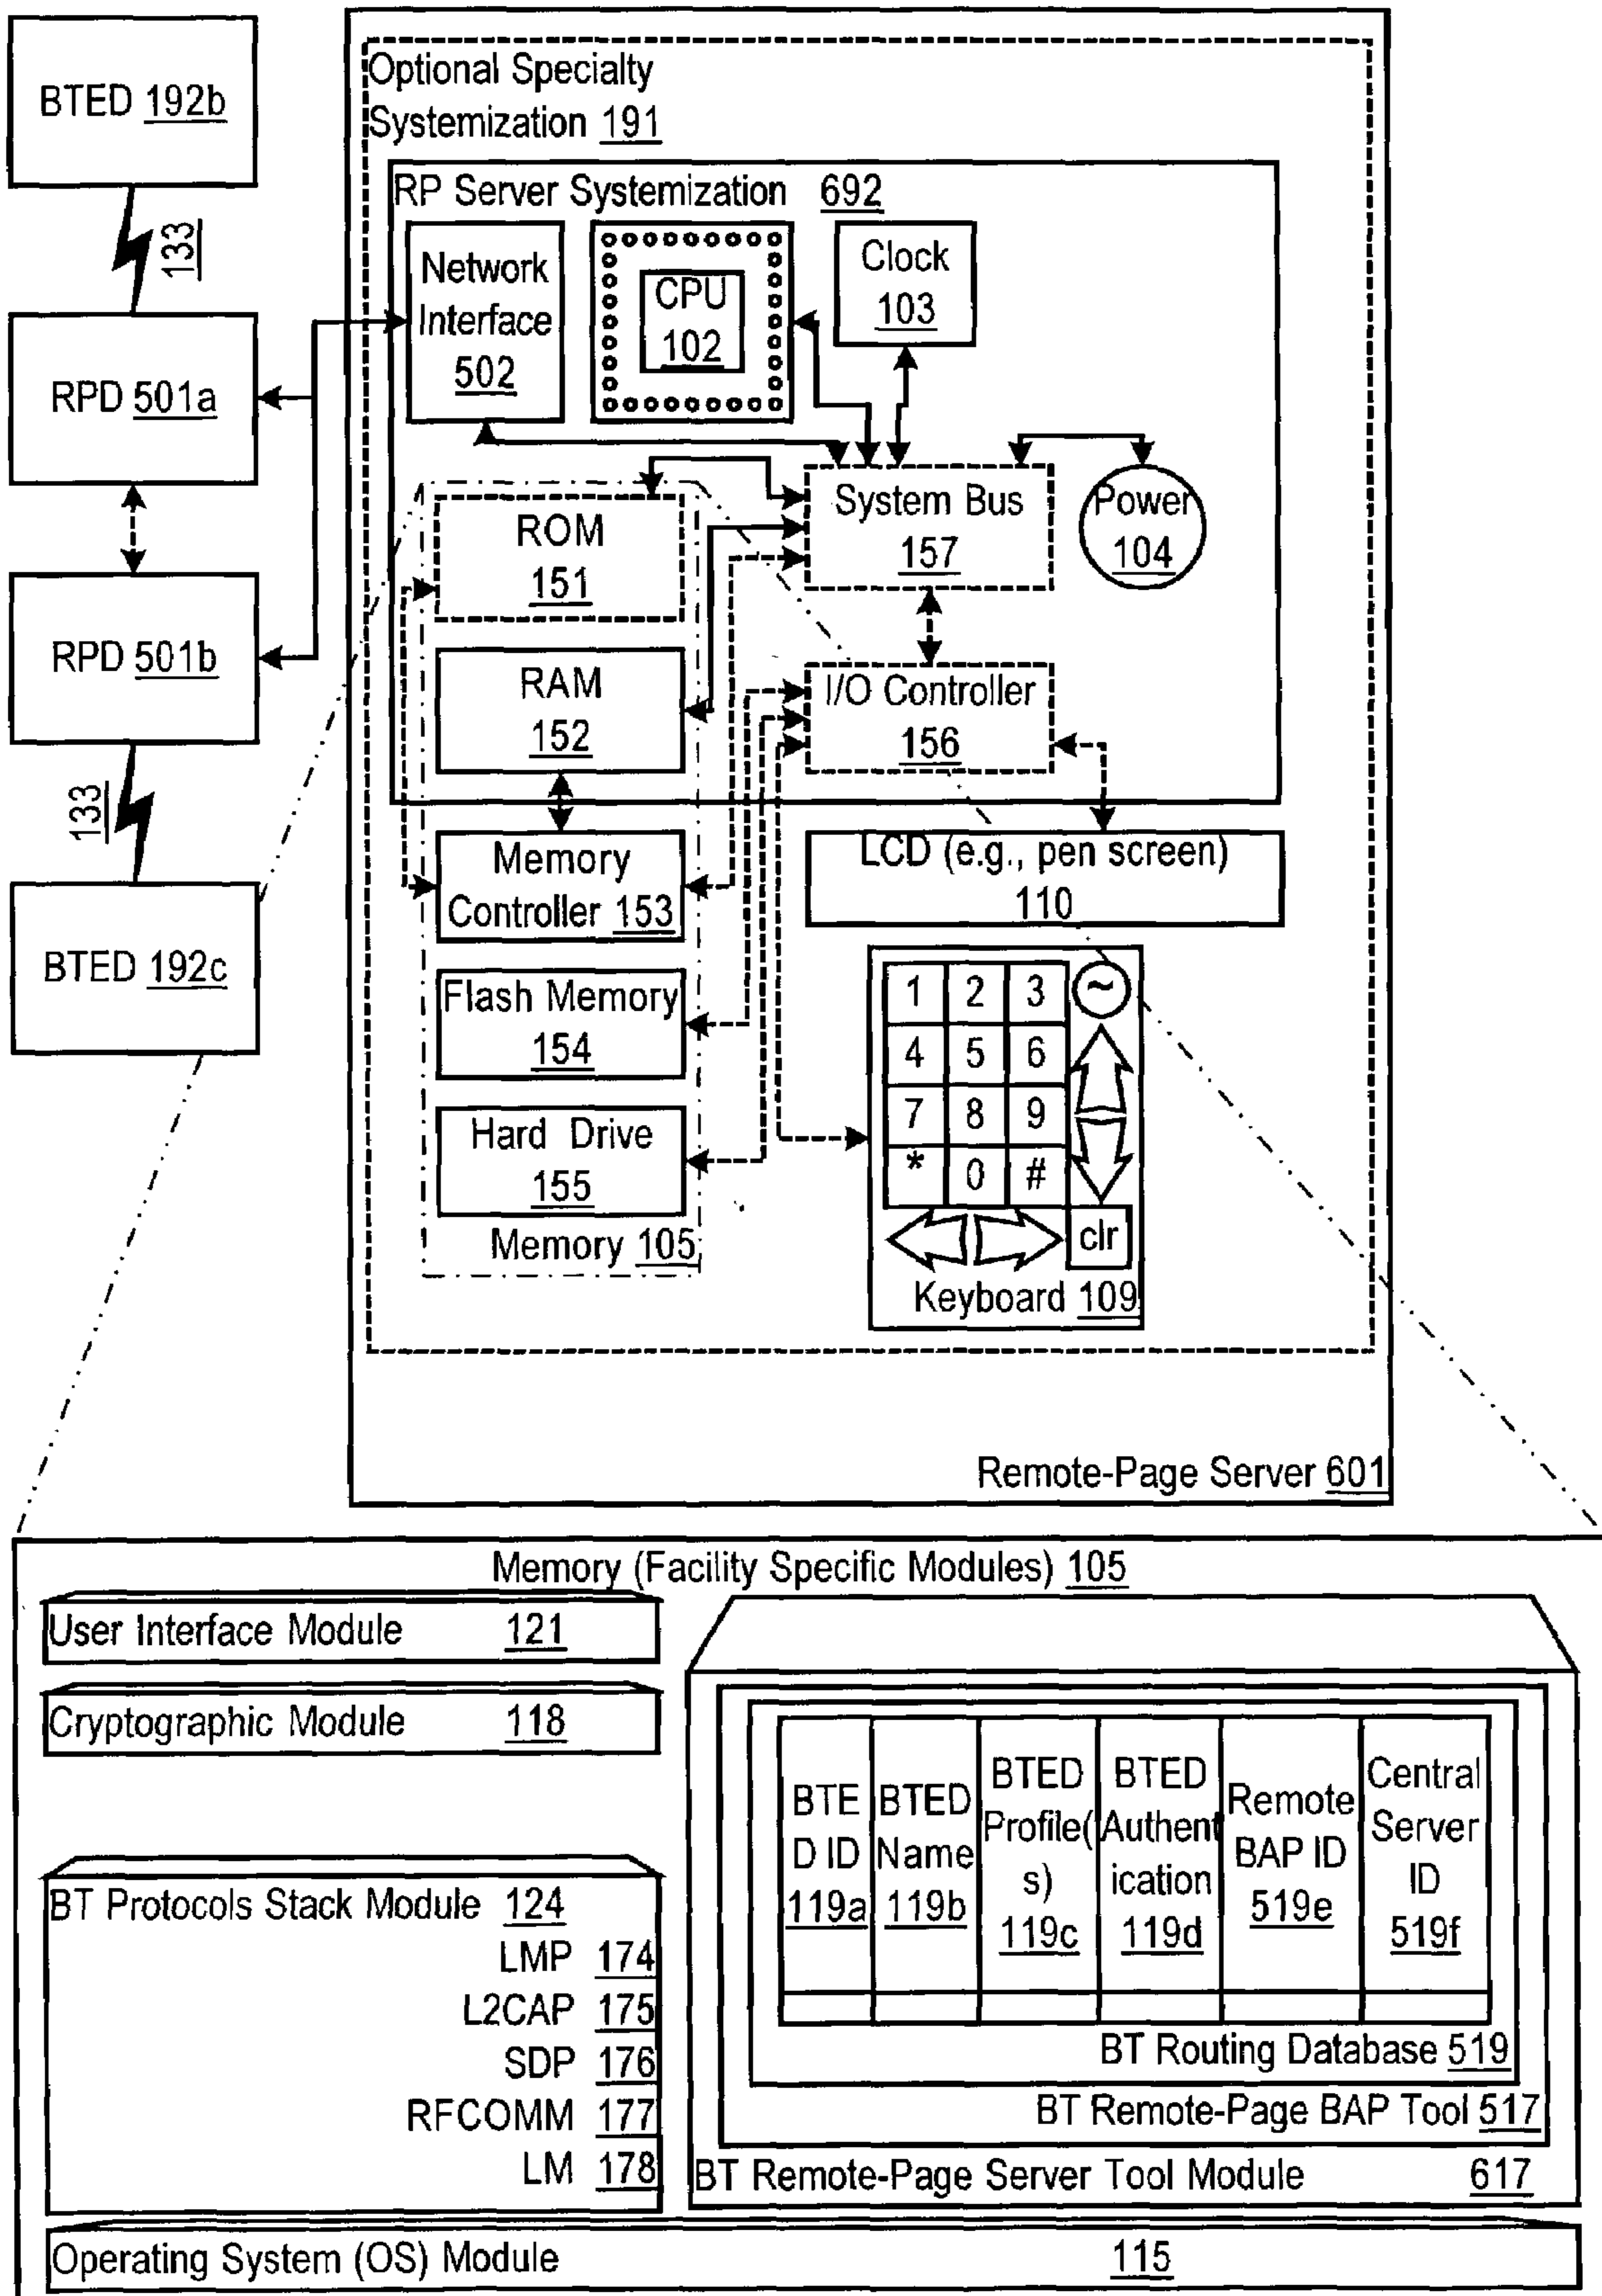 BTED 192b
133
RPD 501a
RPD 501b
133
BTED 192c
Optional Specialty
Systemization 191
RP Server Systemization 692
Network
Interface
502
CPU
102
Clock
103
ROM
151
System Bus
157
Power
104
RAM
152
I/O Controller
156
Memory
Controller 153
LCD (e.g., pen screen)
110
Flash Memory
154
Hard Drive
155
Memory 105
1 2 3 ~
4 5 6
7 8 9
* 0 #
clr
Keyboard 109
Remote-Page Server 601
Memory (Facility Specific Modules) 105
User Interface Module 121
Cryptographic Module 118
BT Protocols Stack Module 124
LMP 174
L2CAP 175
SDP 176
RFCOMM 177
LM 178
BTE
D ID
119a
BTED
Name
119b
BTED
Profile(
s)
119c
BTED
Authent
ication
119d
Remote
BAP ID
519e
Central
Server
ID
519f
BT Routing Database 519
BT Remote-Page BAP Tool 517
BT Remote-Page Server Tool Module 617
Operating System (OS) Module 115